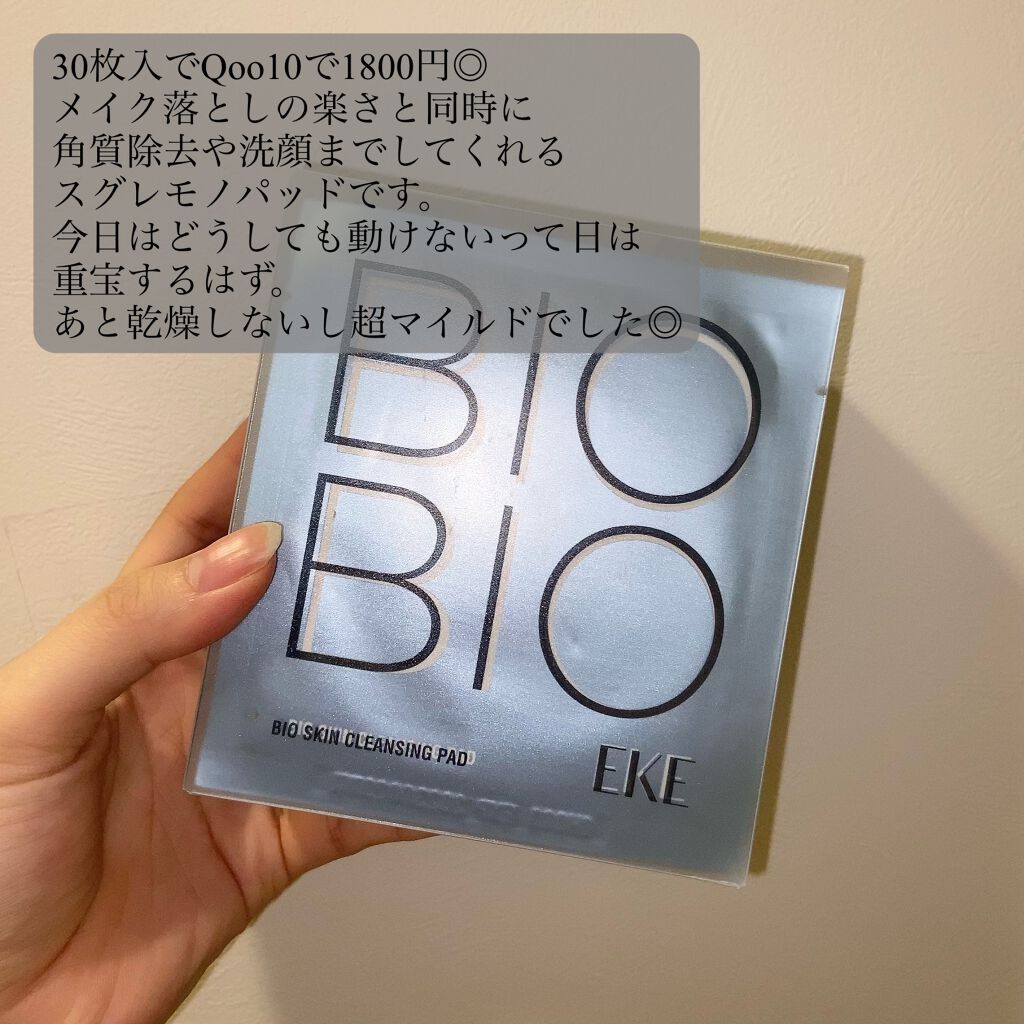 30枚入でQoo10で1800円◎
メイク落としの楽さと同時に
角質除去や洗顔までしてくれる
スグレモノパッドです。
今日はどうしても動けないって日は
重宝するはず。
あと乾燥しないし超マイルドでした◎
BIO
BIO
BIO SKIN CLEANSING PAD
EKE